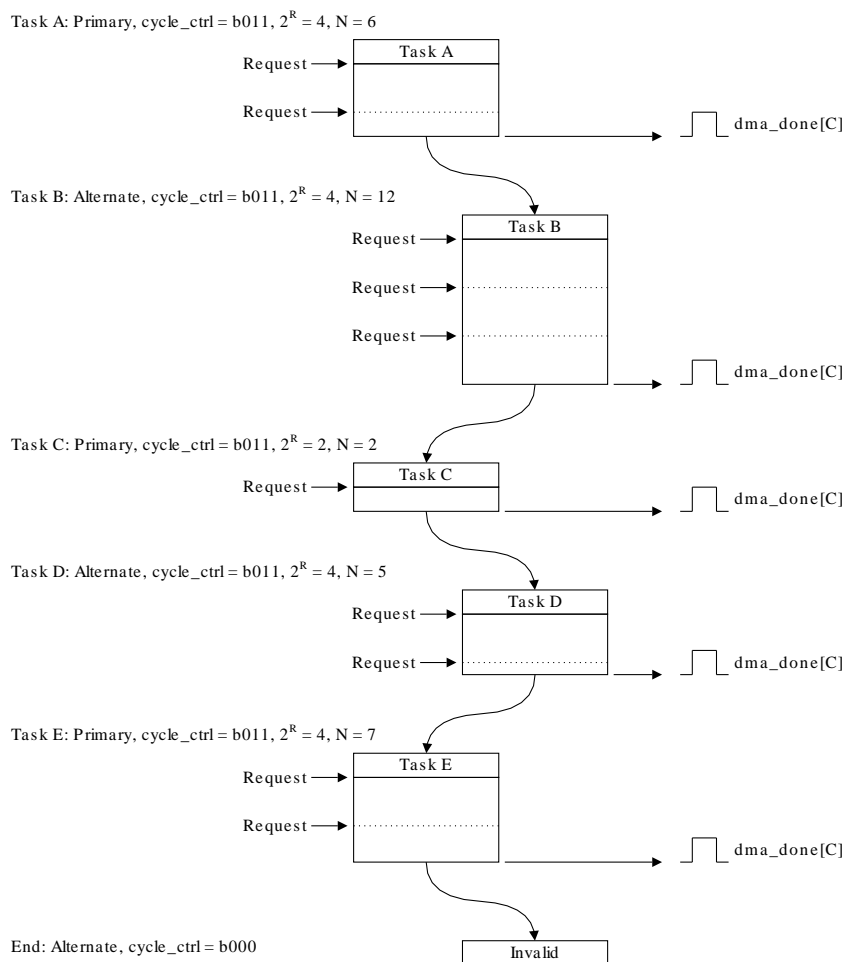 Task A: Primary, cycle_ctrl = b011, 2^R = 4, N = 6
Task A
Request
Request
dma_done[C]
Task B: Alternate, cycle_ctrl = b011, 2^R = 4, N = 12
Task B
Request
Request
Request
dma_done[C]
Task C: Primary, cycle_ctrl = b011, 2^R = 2, N = 2
Task C
Request
dma_done[C]
Task D: Alternate, cycle_ctrl = b011, 2^R = 4, N = 5
Task D
Request
Request
dma_done[C]
Task E: Primary, cycle_ctrl = b011, 2^R = 4, N = 7
Task E
Request
Request
dma_done[C]
End: Alternate, cycle_ctrl = b000
Invalid